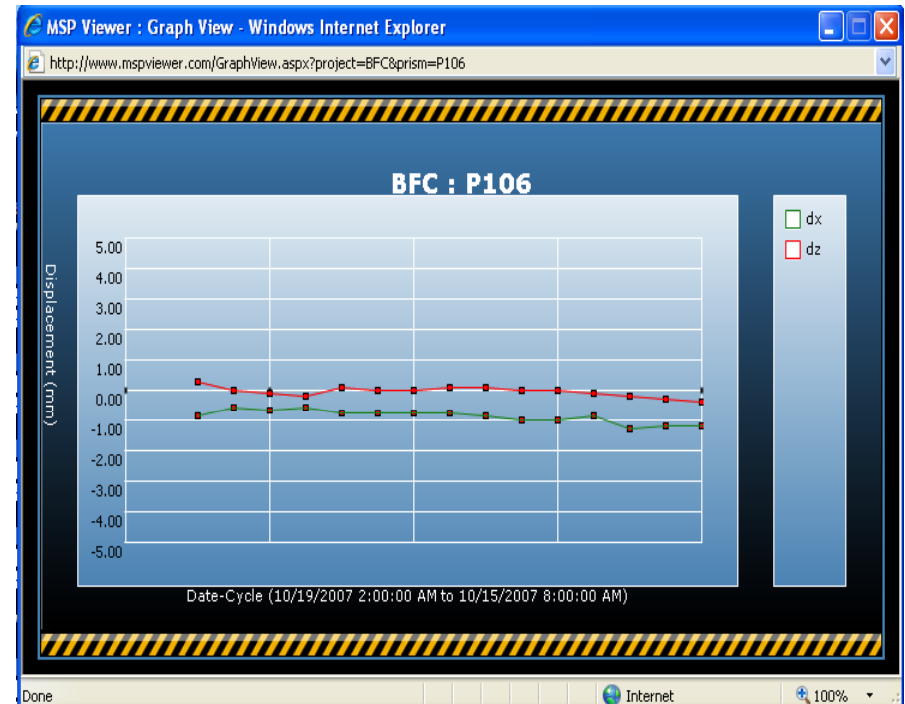 MSP Viewer : Graph View - Windows Internet Explorer
http://www.mspviewer.com/GraphView.aspx?project=BFC&prism=P106
BFC : P106
dx
dz
Displacement (mm)
5.00
4.00
3.00
2.00
1.00
0.00
-1.00
-2.00
-3.00
-4.00
-5.00
Date-Cycle (10/19/2007 2:00:00 AM to 10/15/2007 8:00:00 AM)
Done
Internet
100%